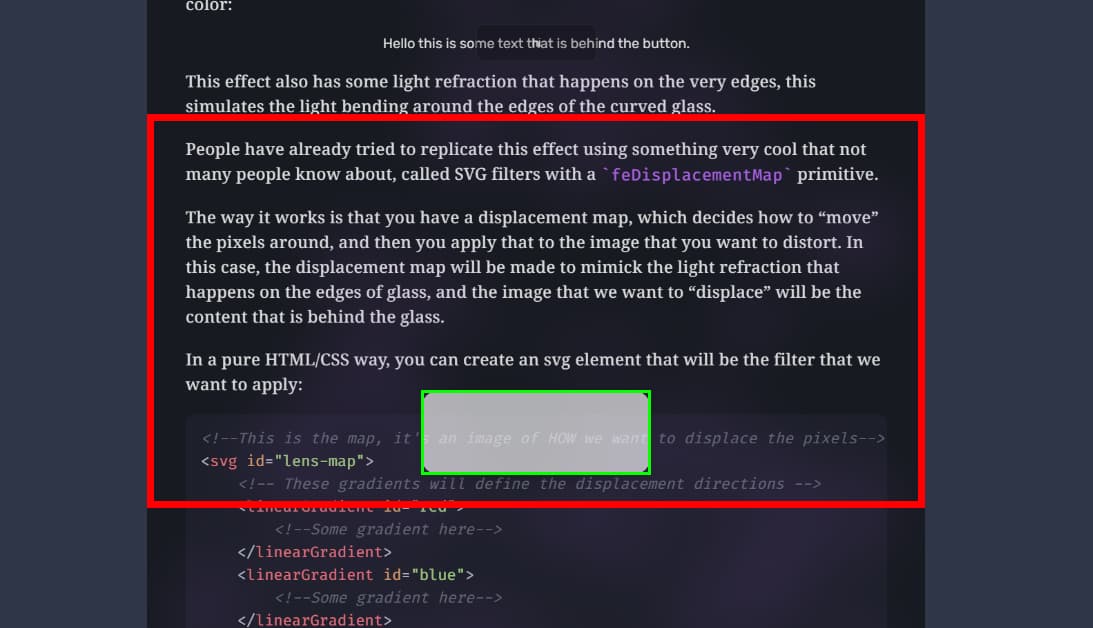 color:
Hello this is some text that is behind the button.
This effect also has some light refraction that happens on the very edges, this
simulates the light bending around the edges of the curved glass.
People have already tried to replicate this effect using something very cool that not
many people know about, called SVG filters with a `feDisplacementMap` primitive.
The way it works is that you have a displacement map, which decides how to “move”
the pixels around, and then you apply that to the image that you want to distort. In
this case, the displacement map will be made to mimick the light refraction that
happens on the edges of glass, and the image that we want to “displace” will be the
content that is behind the glass.
In a pure HTML/CSS way, you can create an svg element that will be the filter that we
want to apply:
<!--This is the map, it's an image of HOW we want to displace the pixels-->
<svg id="lens-map">
<!-- These gradients will define the displacement directions -->
<linearGradient id="red">
<!--Some gradient here-->
</linearGradient>
<linearGradient id="blue">
<!--Some gradient here-->
</linearGradient>